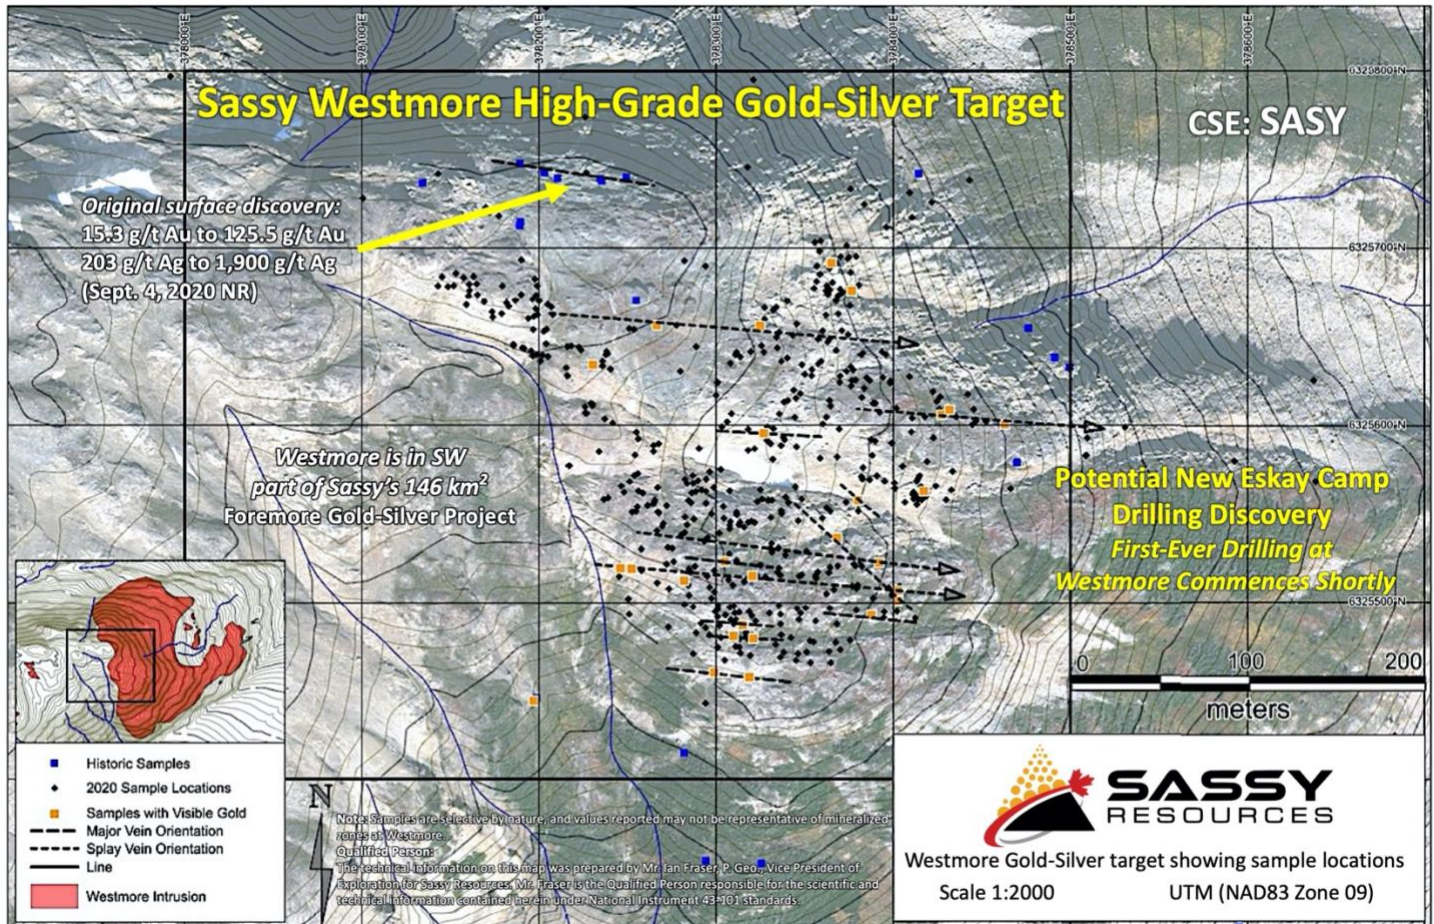 378000°E
378100°E
378200°E
378300°E
378400°E
378500°E
378600°E
6325800°N
Sassy Westmore High-Grade Gold-Silver Target
CSE: SASY
Original surface discovery:
15.3 g/t Au to 125.5 g/t Au
203 g/t Ag to 1,900 g/t Ag
(Sept. 4, 2020 NR)
6325700°N
6325600°N
Westmore is in SW
part of Sassy's 146 km²
Foremore Gold-Silver Project
Potential New Eskay Camp
Drilling Discovery
First-Ever Drilling at
Westmore Commences Shortly
6325500°N
0 100 200
meters
Historic Samples
2020 Sample Locations
Samples with Visible Gold
Major Vein Orientation
Splay Vein Orientation
Line
Westmore Intrusion
N
Note: Samples are selective by nature, and values reported may not be representative of mineralized
zones at Westmore.
Qualified Person:
The technical information on this map was prepared by Mr. Ian Fraser, P. Geo., Vice President of
Exploration for Sassy Resources. Mr. Fraser is the Qualified Person responsible for the scientific and
technical information contained herein under National Instrument 43-101 standards.
SASSY
RESOURCES
Westmore Gold-Silver target showing sample locations
Scale 1:2000 UTM (NAD83 Zone 09)